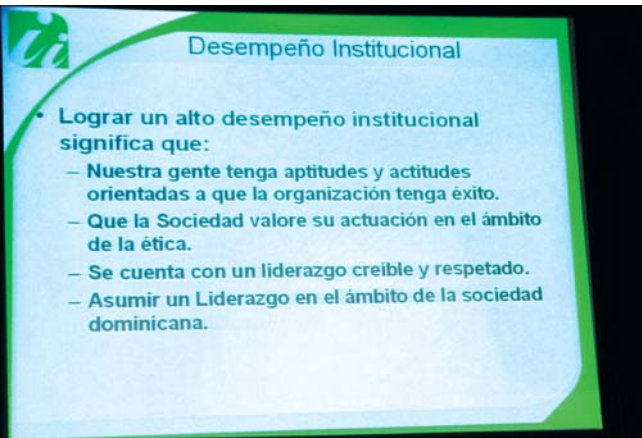 ii
Desempeño Institucional
• Lograr un alto desempeño institucional
significa que:
– Nuestra gente tenga aptitudes y actitudes
orientadas a que la organización tenga éxito.
– Que la Sociedad valore su actuación en el ámbito
de la ética.
– Se cuenta con un liderazgo creíble y respetado.
– Asumir un Liderazgo en el ámbito de la sociedad
dominicana.